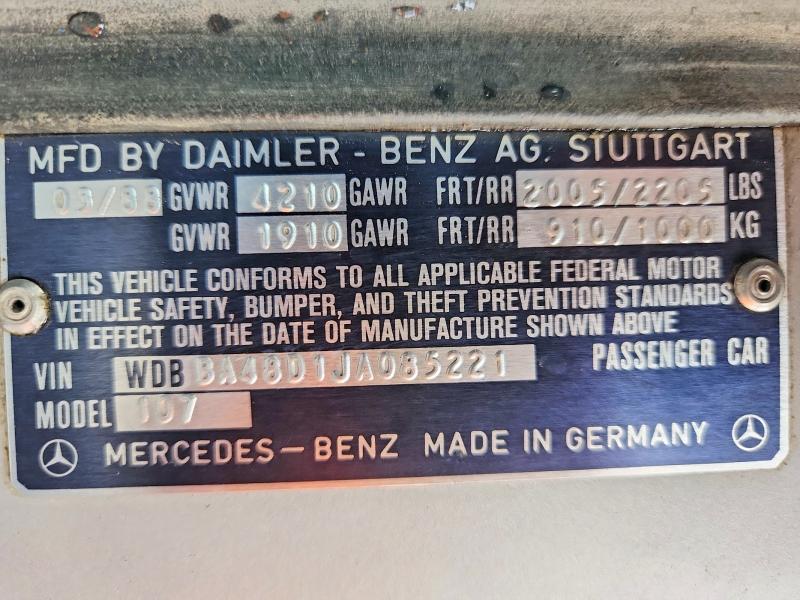 MFD BY DAIMLER - BENZ AG. STUTTGART
03/88 GVWR 4210 GAWR FRT/RR 2005/2205 LBS
GVWR 1910 GAWR FRT/RR 910/1000 KG
THIS VEHICLE CONFORMS TO ALL APPLICABLE FEDERAL MOTOR
VEHICLE SAFETY, BUMPER, AND THEFT PREVENTION STANDARDS
IN EFFECT ON THE DATE OF MANUFACTURE SHOWN ABOVE
VIN WDBBA48D1JA085221 PASSENGER CAR
MODEL 107
MERCEDES-BENZ MADE IN GERMANY